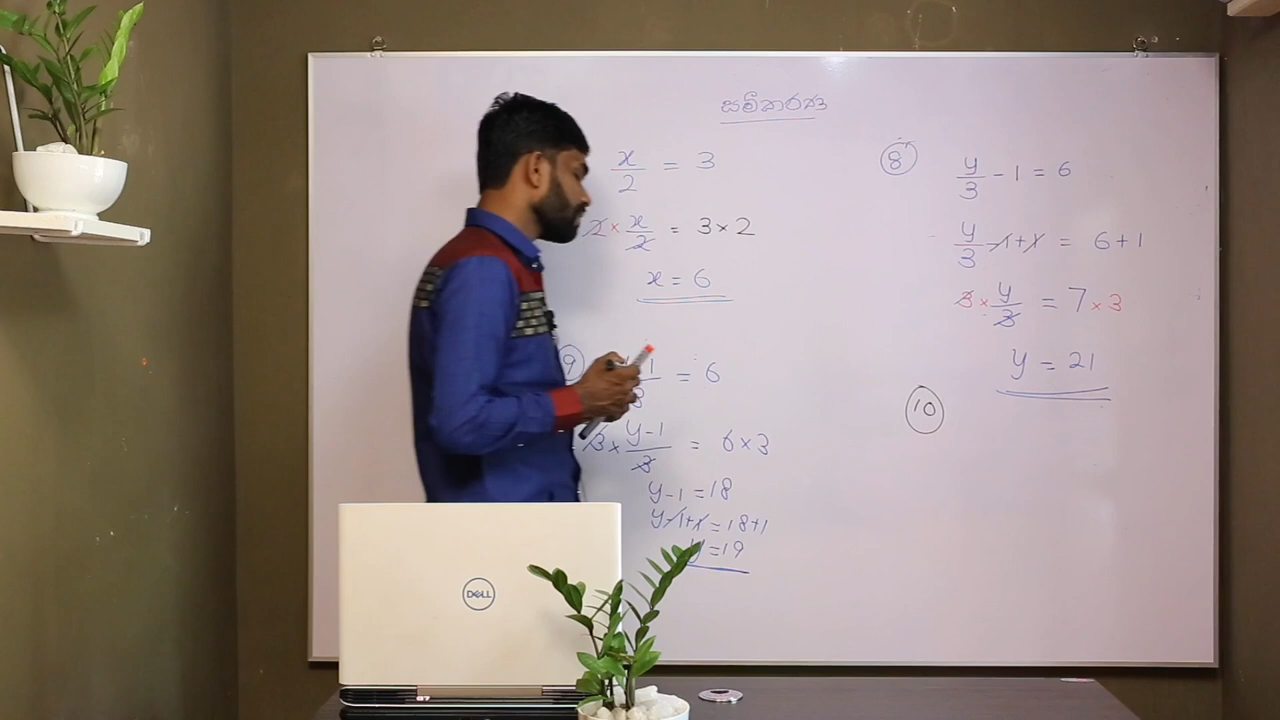 සමීකරණ
x/2 = 3
2 × x/2 = 3 × 2
x = 6
⑧ y/3 - 1 = 6
y/3 - 1 + 1 = 6 + 1
3 × y/3 = 7 × 3
y = 21
⑨ 1/3 = 6
3 × y-1/3 = 6 × 3
y - 1 = 18
y - 1 + 1 = 18 + 1
y = 19
⑩
DELL